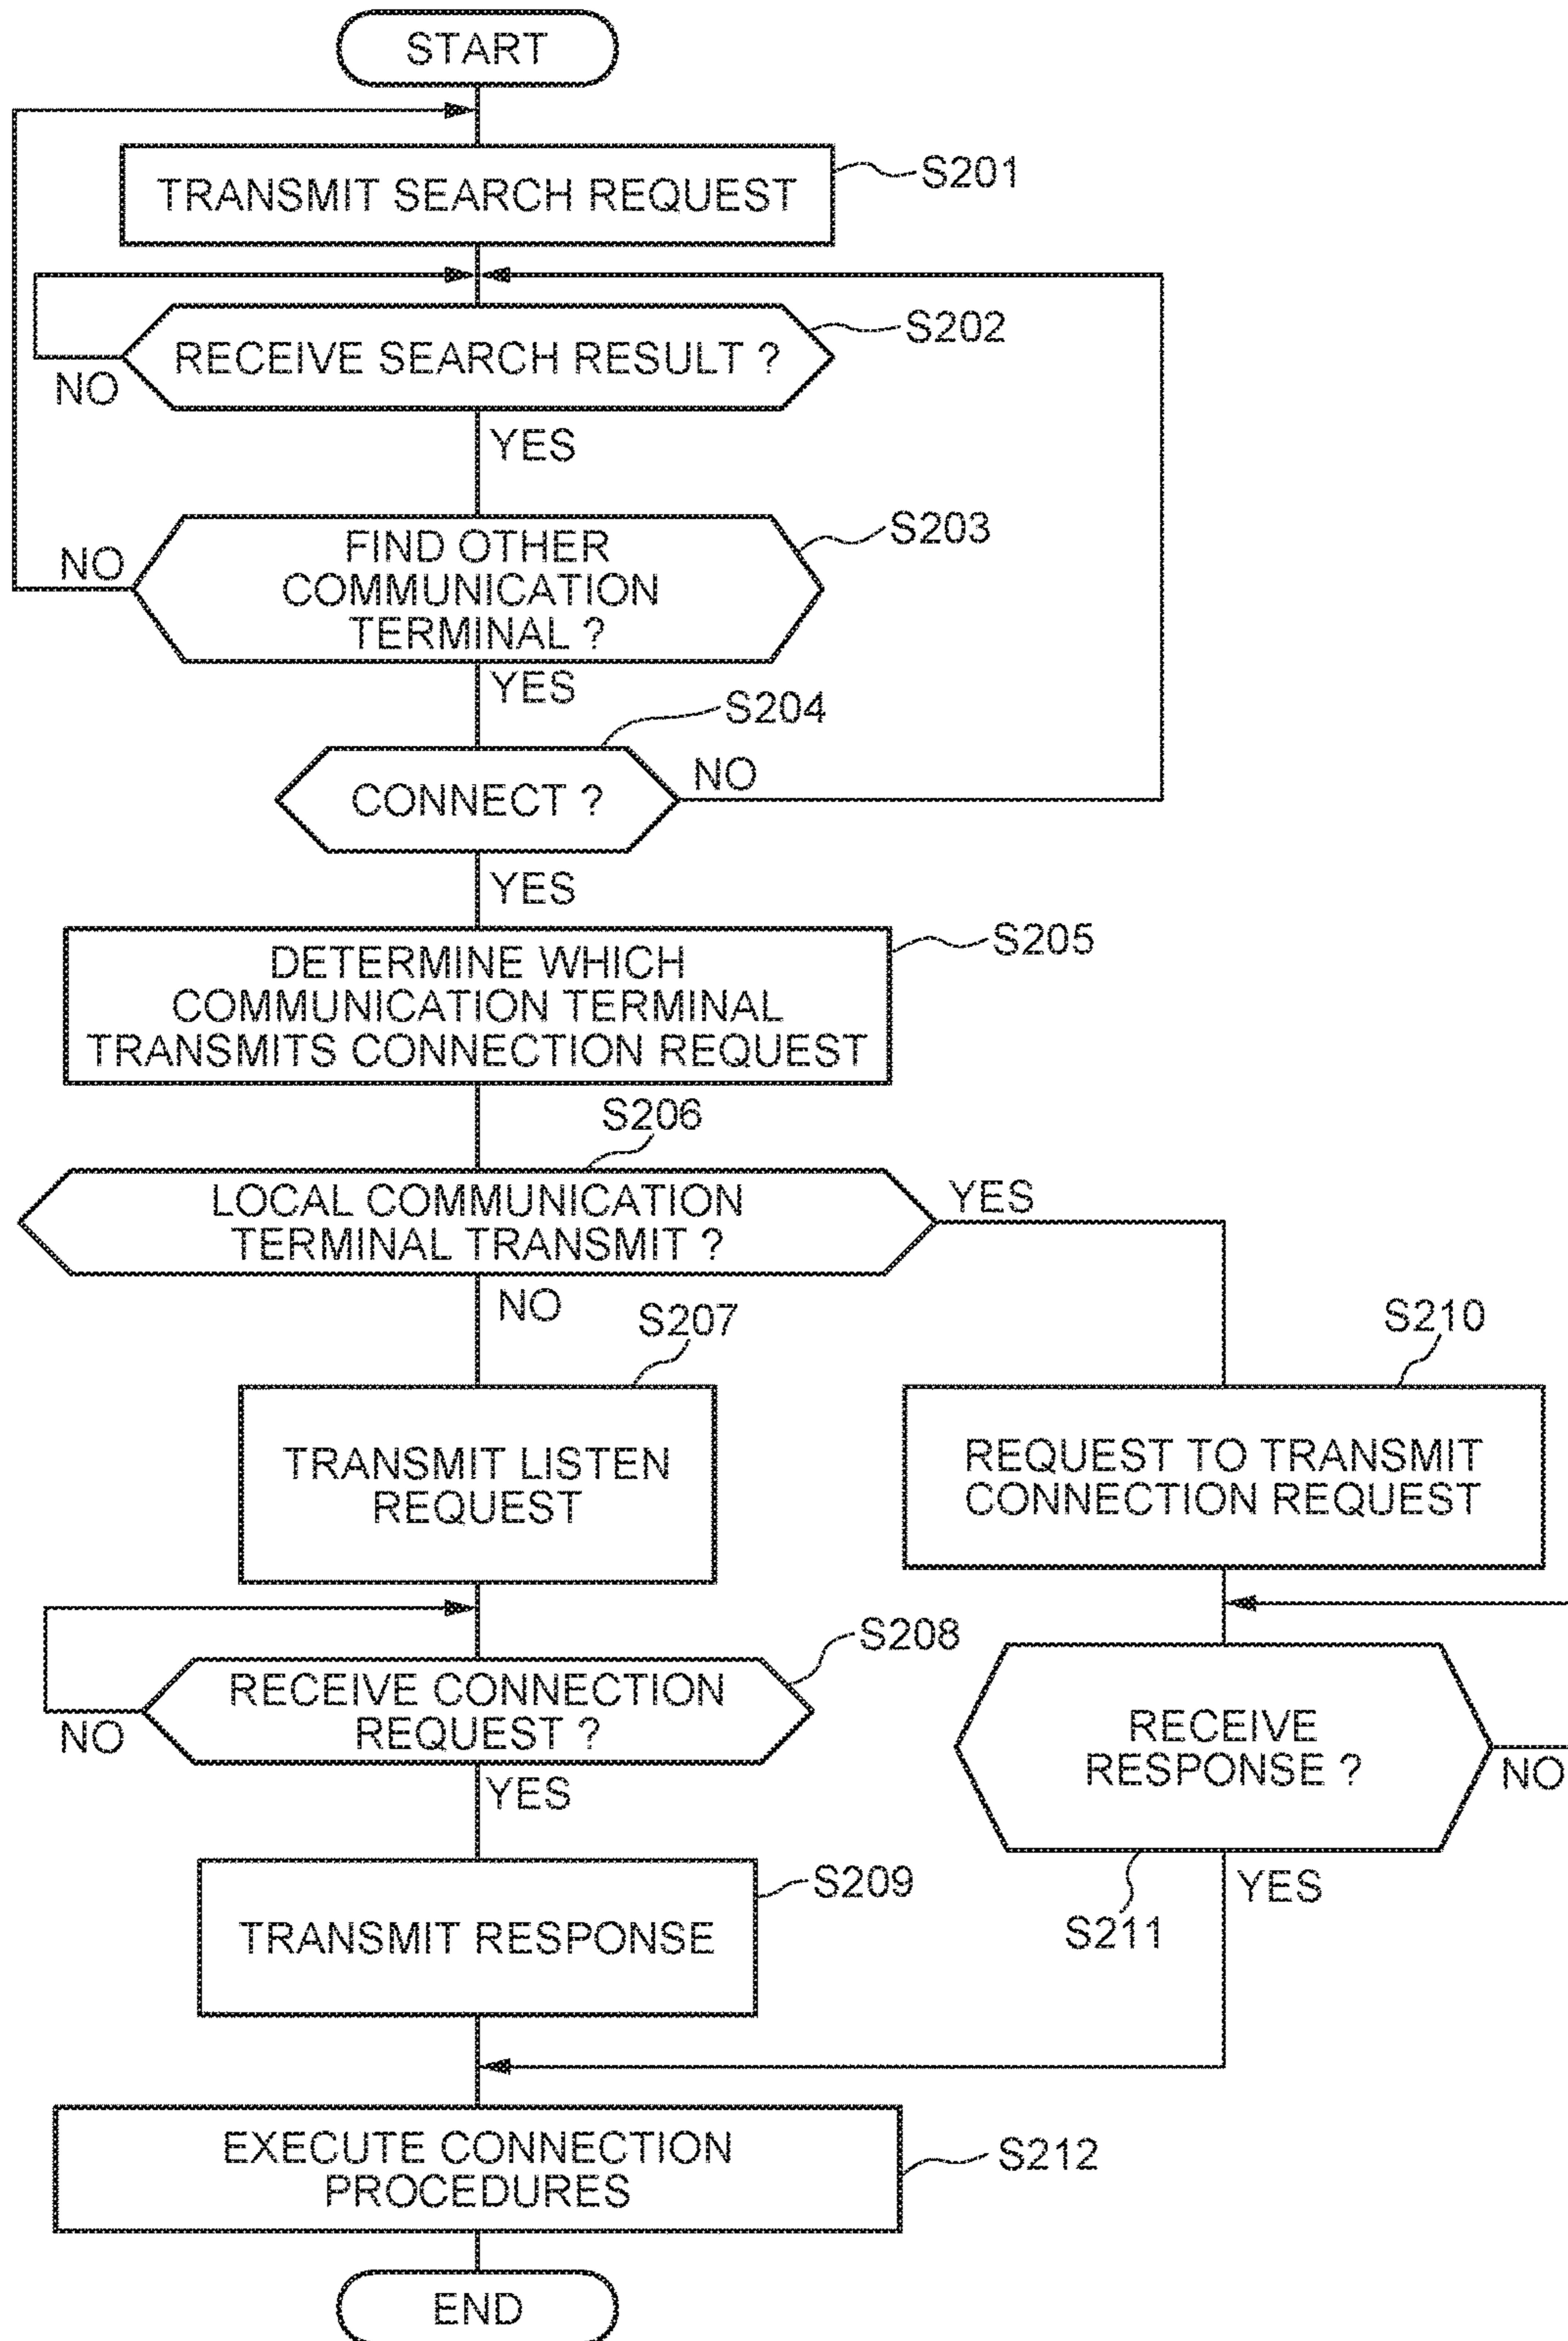 START
TRANSMIT SEARCH REQUEST
S201
RECEIVE SEARCH RESULT ?
S202
NO
YES
FIND OTHER
COMMUNICATION
TERMINAL ?
S203
NO
YES
S204
CONNECT ?
NO
YES
DETERMINE WHICH
COMMUNICATION TERMINAL
TRANSMITS CONNECTION REQUEST
S205
S206
LOCAL COMMUNICATION
TERMINAL TRANSMIT ?
YES
NO
S207
TRANSMIT LISTEN
REQUEST
S210
REQUEST TO TRANSMIT
CONNECTION REQUEST
S208
RECEIVE CONNECTION
REQUEST ?
NO
YES
RECEIVE
RESPONSE ?
NO
S211
YES
S209
TRANSMIT RESPONSE
EXECUTE CONNECTION
PROCEDURES
S212
END